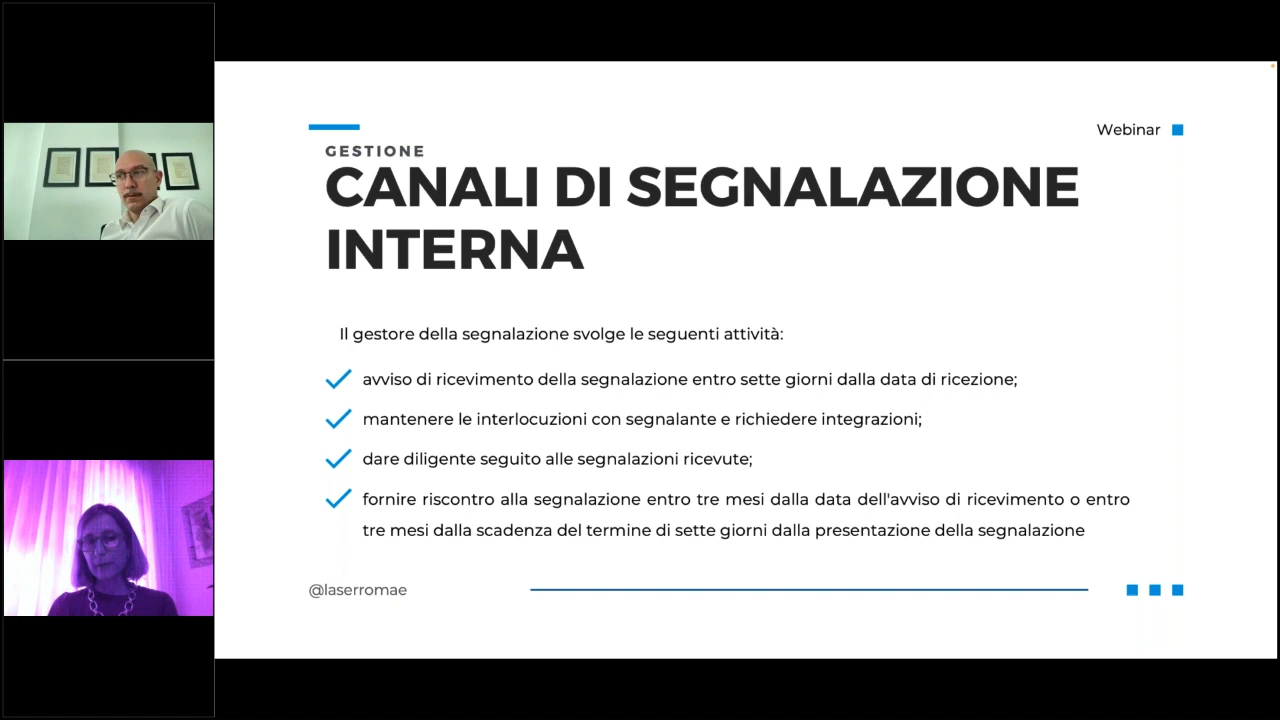 Webinar
GESTIONE
CANALI DI SEGNALAZIONE
INTERNA
Il gestore della segnalazione svolge le seguenti attività:
avviso di ricevimento della segnalazione entro sette giorni dalla data di ricezione;
mantenere le interlocuzioni con segnalante e richiedere integrazioni;
dare diligente seguito alle segnalazioni ricevute;
fornire riscontro alla segnalazione entro tre mesi dalla data dell'avviso di ricevimento o entro
tre mesi dalla scadenza del termine di sette giorni dalla presentazione della segnalazione
@laserromae